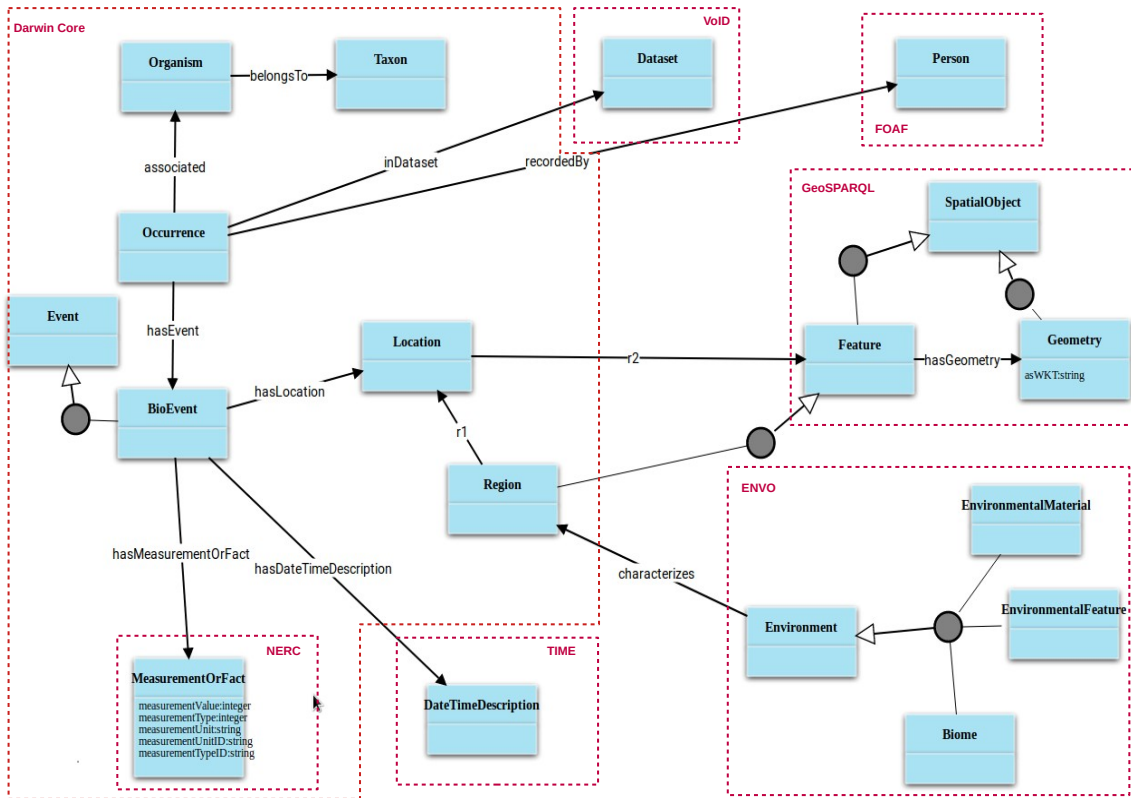 Darwin Core
VoID
Organism
belongsTo
Taxon
Dataset
Person
FOAF
associated
inDataset
recordedBy
GeoSPARQL
SpatialObject
Occurrence
Event
hasEvent
Location
r2
Feature
hasGeometry
Geometry
asWKT:string
hasLocation
BioEvent
r1
Region
ENVO
EnvironmentalMaterial
hasMeasurementOrFact
hasDateTimeDescription
characterizes
Environment
EnvironmentalFeature
NERC
TIME
MeasurementOrFact
measurementValue:integer
measurementType:integer
measurementUnit:string
measurementUnitID:string
measurementTypeID:string
DateTimeDescription
Biome